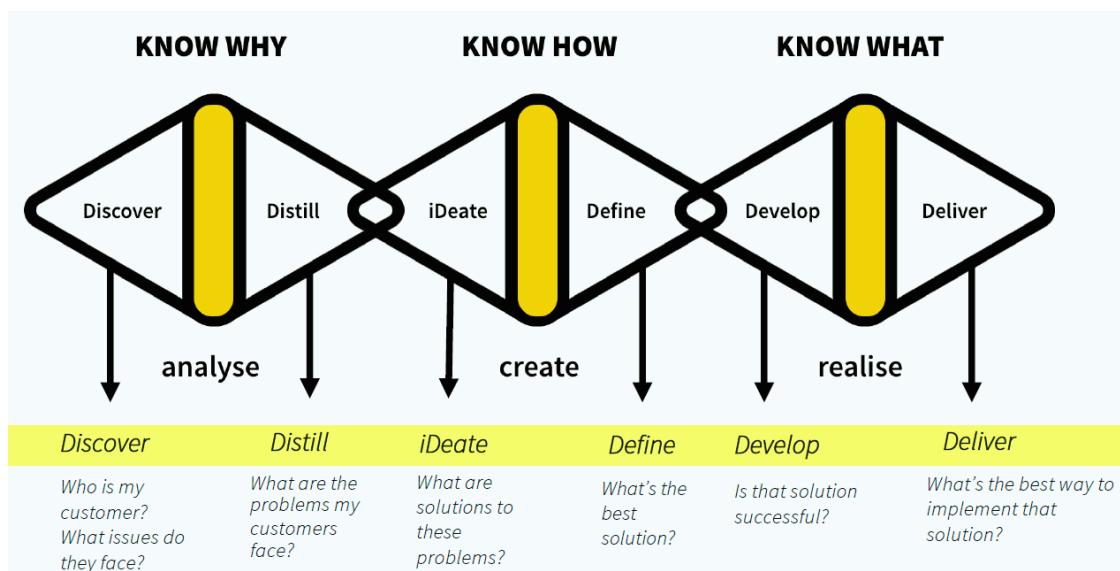 KNOW WHY
KNOW HOW
KNOW WHAT
Discover
Distill
iDeate
Define
Develop
Deliver
analyse
create
realise
Discover
Distill
iDeate
Define
Develop
Deliver
Who is my
customer?
What issues do
they face?
What are the
problems my
customers
face?
What are
solutions to
these
problems?
What's the
best
solution?
Is that solution
successful?
What's the best way to
implement that
solution?